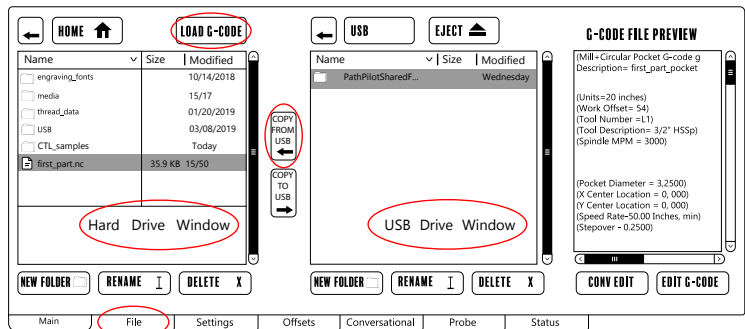 HOME
LOAD G-CODE
Name Size Modified
engraving_fonts 10/14/2018
media 15/17
thread_data 01/20/2019
USB 03/08/2019
CTL_samples Today
first_part.nc 35.9 KB 15/50
Hard Drive Window
NEW FOLDER
RENAME
DELETE X
COPY
FROM
USB
COPY
TO
USB
USB
EJECT
Name Size Modified
PathPilotSharedF... Wednesday
USB Drive Window
NEW FOLDER
RENAME
DELETE X
G-CODE FILE PREVIEW
(Mill+Circular Pocket G-code g
Description= first_part_pocket
(Units=20 inches)
(Work Offset= 54)
(Tool Number =L1)
(Tool Description= 3/2" HSSp)
(Spindle MPM = 3000)
(Pocket Diameter = 3,2500)
(X Center Location = 0, 000)
(Y Center Location = 0, 000)
(Speed Rate-50.00 Inches, min)
(Stepover - 0.2500)
CONV EDIT
EDIT G-CODE
Main File Settings Offsets Conversational Probe Status